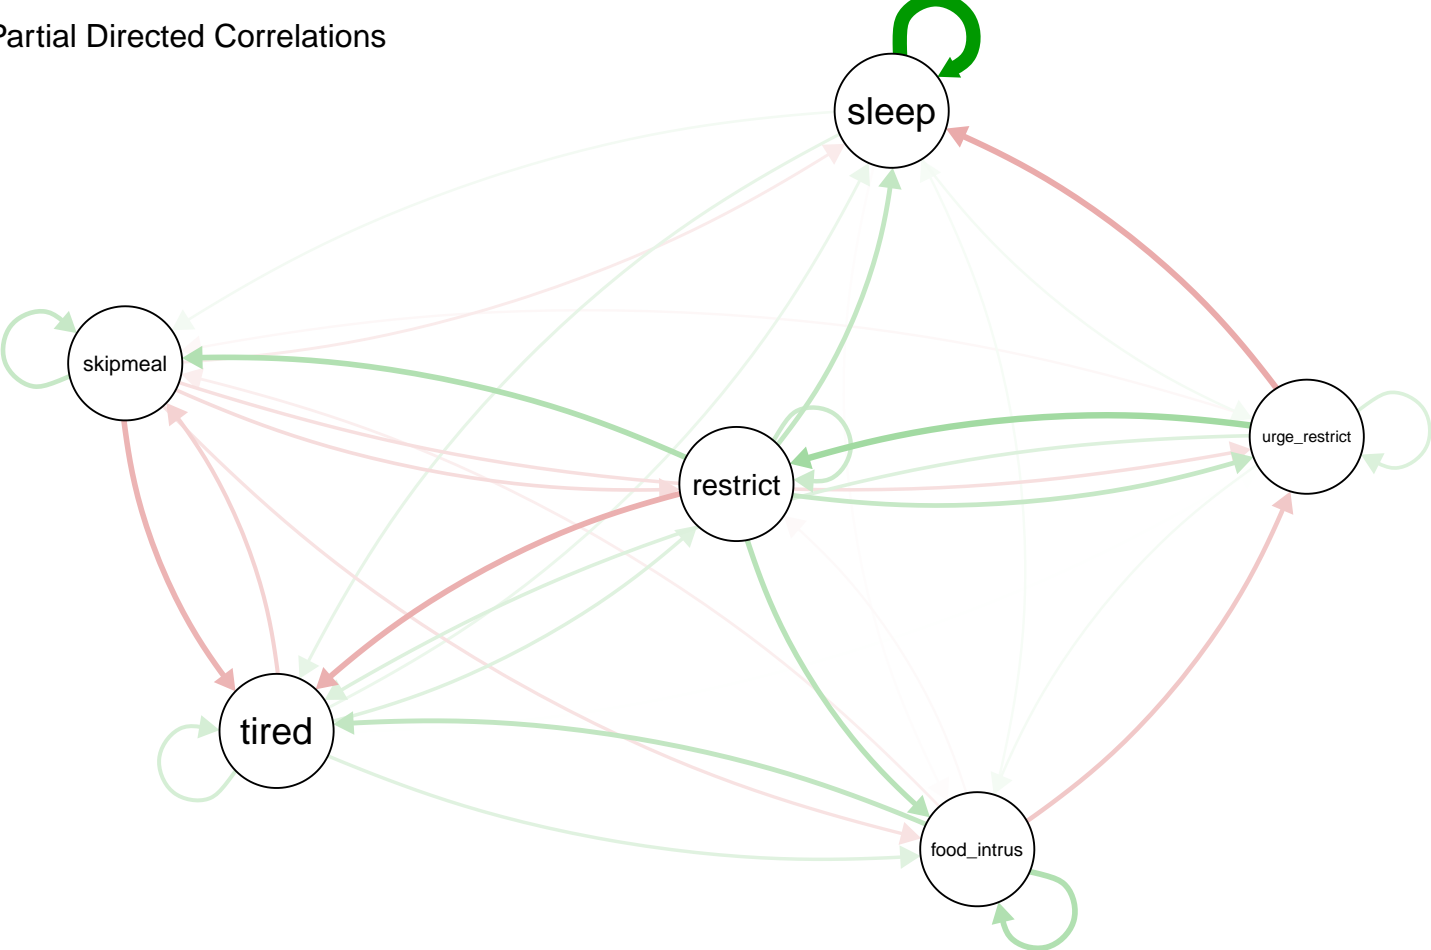 Partial Directed Correlations
sleep
skipmeal
urge_restrict
restrict
tired
food_intrus